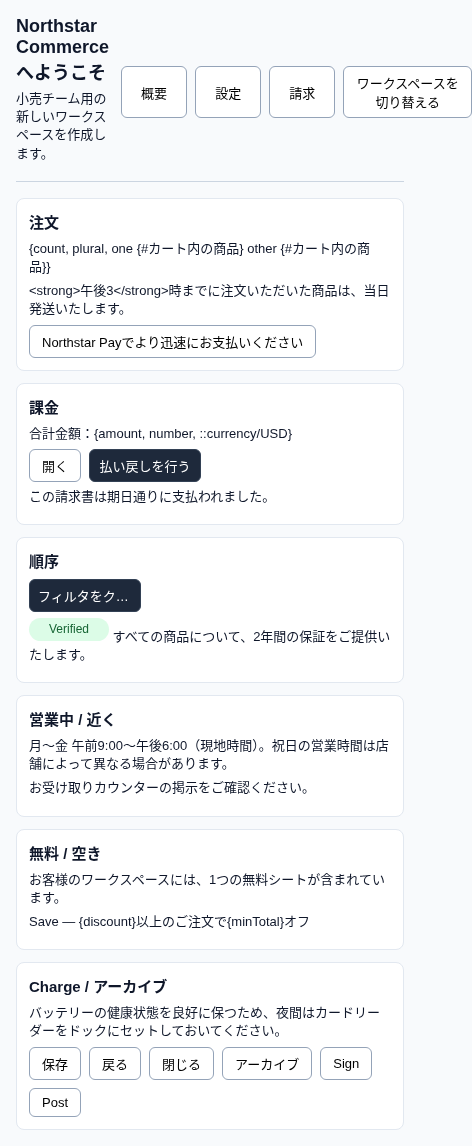 Northstar
Commerce
へようこそ
小売チーム用の
新しいワークス
ペースを作成し
ます。
概要
設定
請求
ワークスペースを
切り替える
注文
{count, plural, one {#カート内の商品} other {#カート内の商
品}}
<strong>午後3</strong>時までに注文いただいた商品は、当日
発送いたします。
Northstar Payでより迅速にお支払いください
課金
合計金額：{amount, number, ::currency/USD}
開く
払い戻しを行う
この請求書は期日通りに支払われました。
順序
フィルタをク…
Verified
すべての商品について、2年間の保証をご提供い
たします。
営業中 / 近く
月〜金 午前9:00〜午後6:00（現地時間）。祝日の営業時間は店
舗によって異なる場合があります。
お受け取りカウンターの掲示をご確認ください。
無料 / 空き
お客様のワークスペースには、1つの無料シートが含まれてい
ます。
Save — {discount}以上のご注文で{minTotal}オフ
Charge / アーカイブ
バッテリーの健康状態を良好に保つため、夜間はカードリー
ダーをドックにセットしておいてください。
保存
戻る
閉じる
アーカイブ
Sign
Post